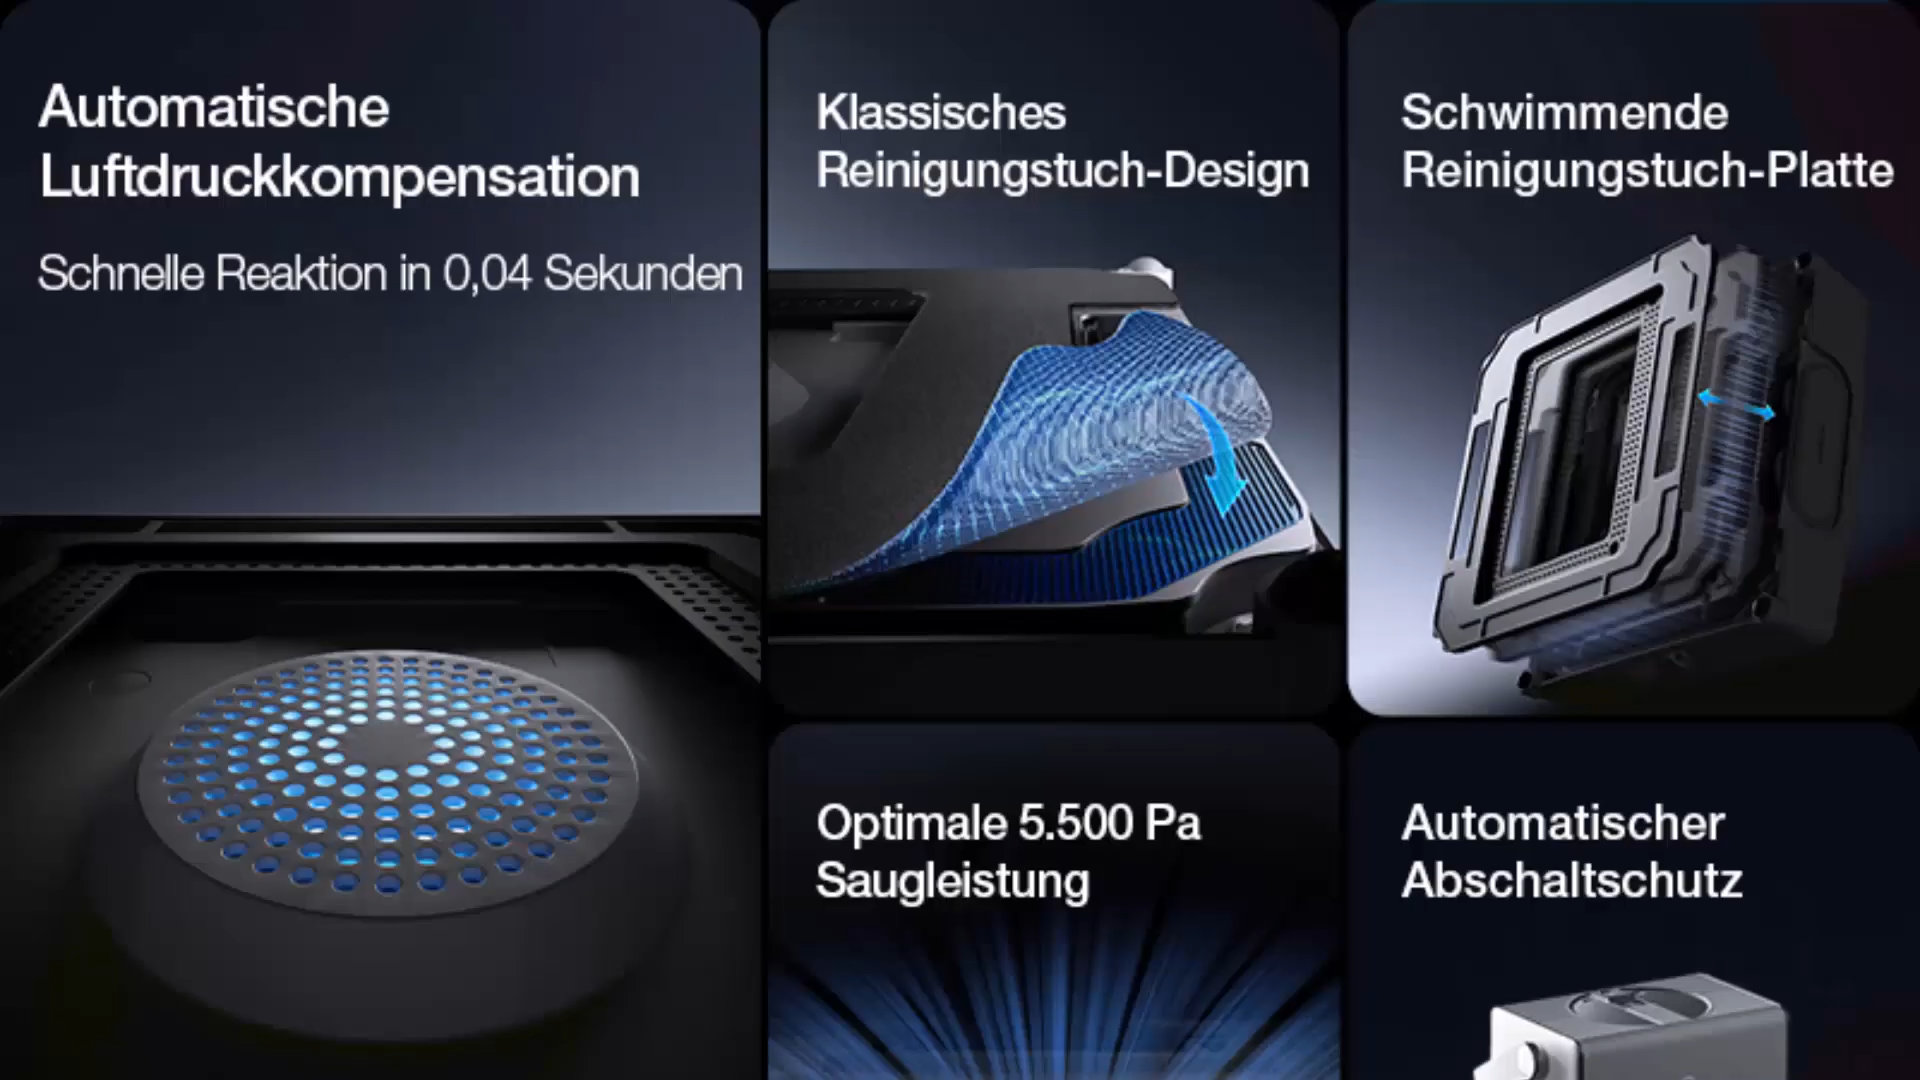 Automatische
Luftdruckkompensation
Schnelle Reaktion in 0,04 Sekunden
Klassisches
Reinigungstuch-Design
Schwimmende
Reinigungstuch-Platte
Optimale 5.500 Pa
Saugleistung
Automatischer
Abschaltschutz